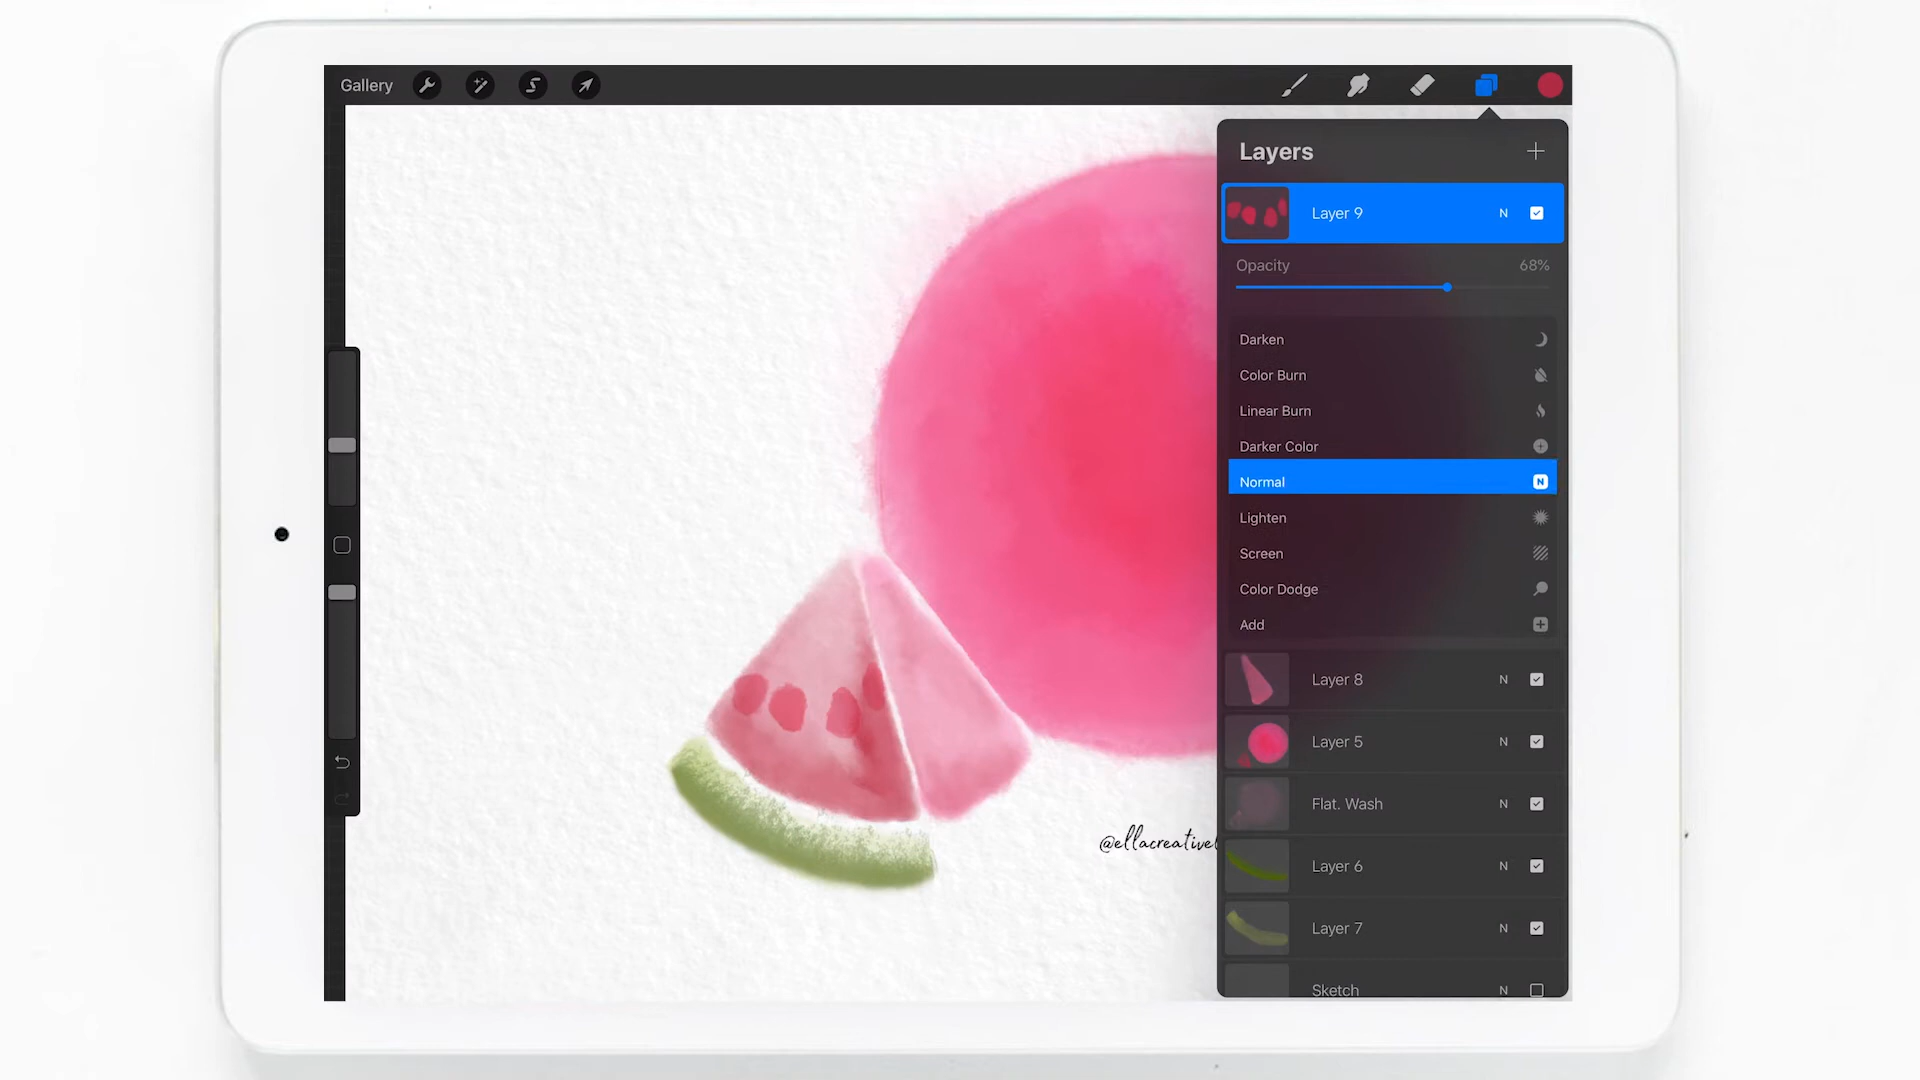 Gallery
Layers
Layer 9 N
Opacity 68%
Darken
Color Burn
Linear Burn
Darker Color
Normal N
Lighten
Screen
Color Dodge
Add
Layer 8 N
Layer 5 N
Flat. Wash N
Layer 6 N
Layer 7 N
Sketch N
@ellacreativel